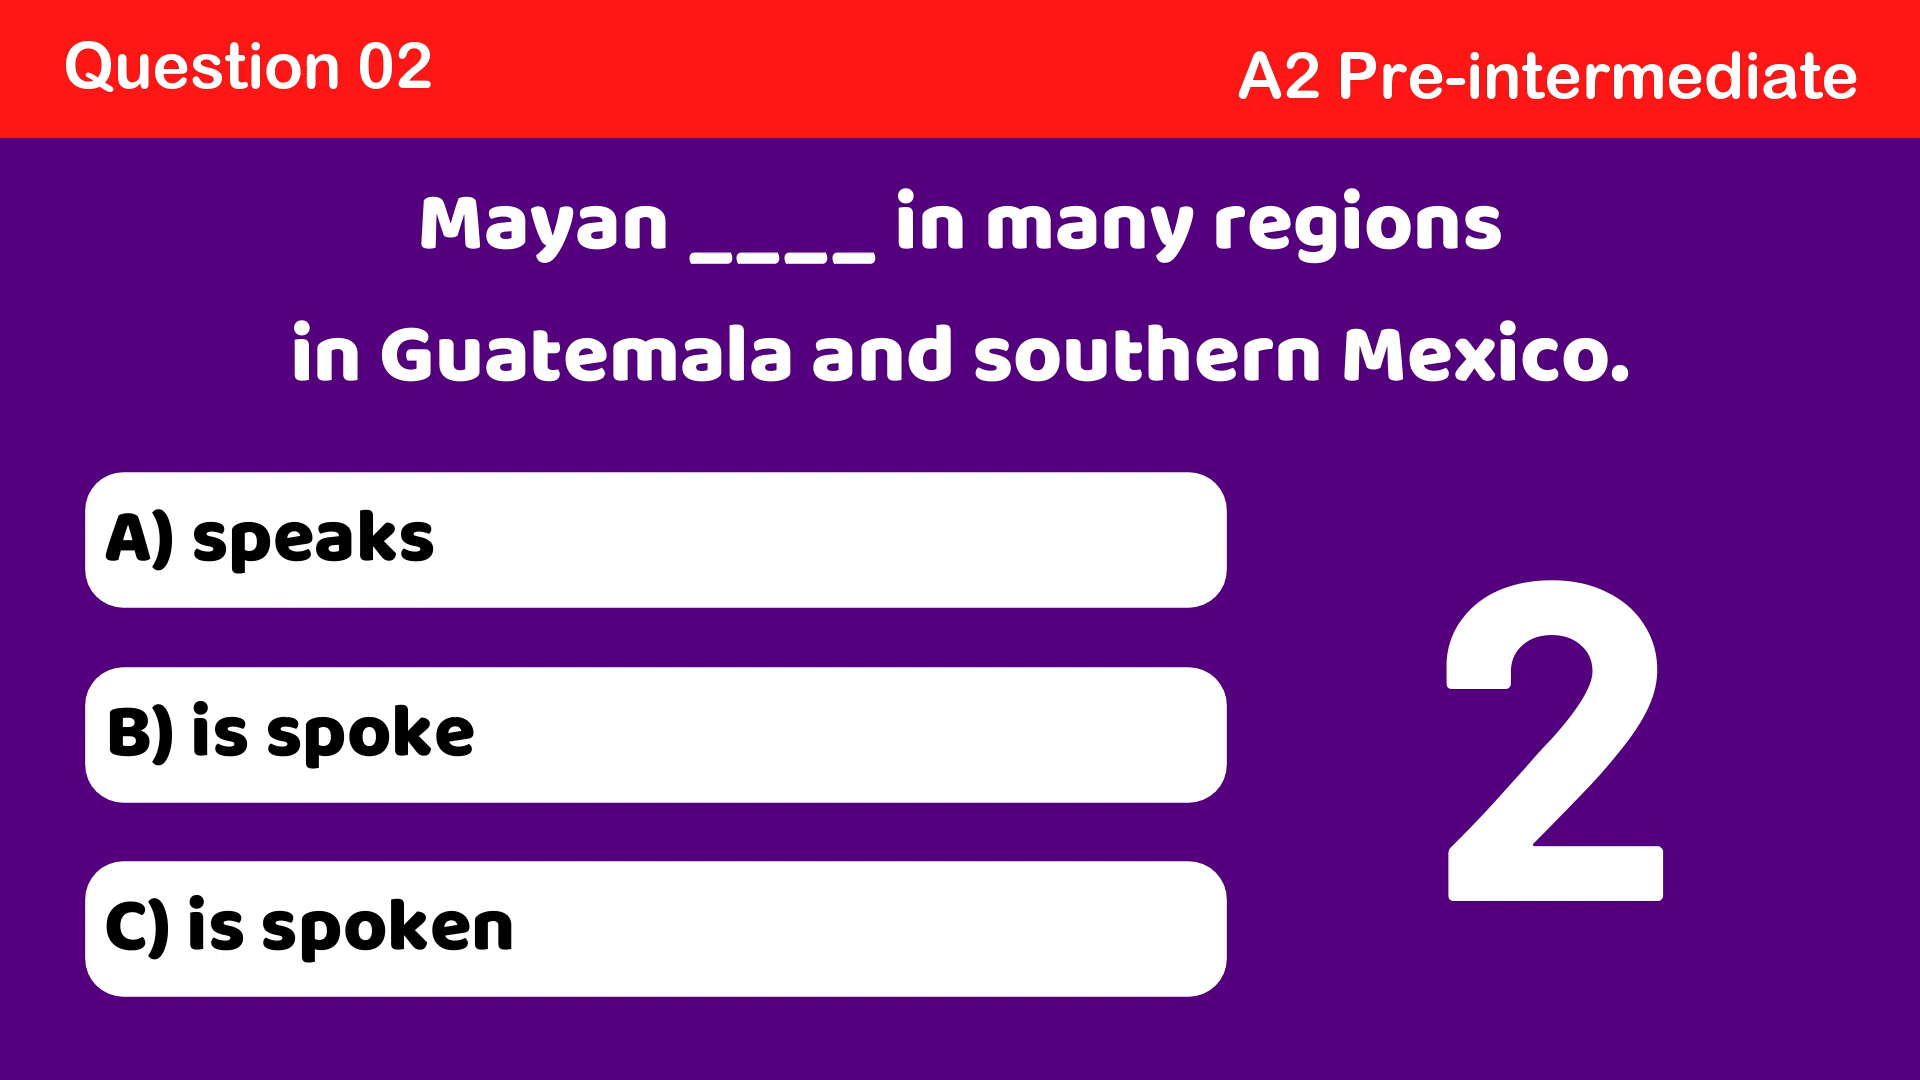 Question 02
A2 Pre-intermediate
Mayan ____ in many regions
in Guatemala and southern Mexico.
A) speaks
B) is spoke
C) is spoken
2